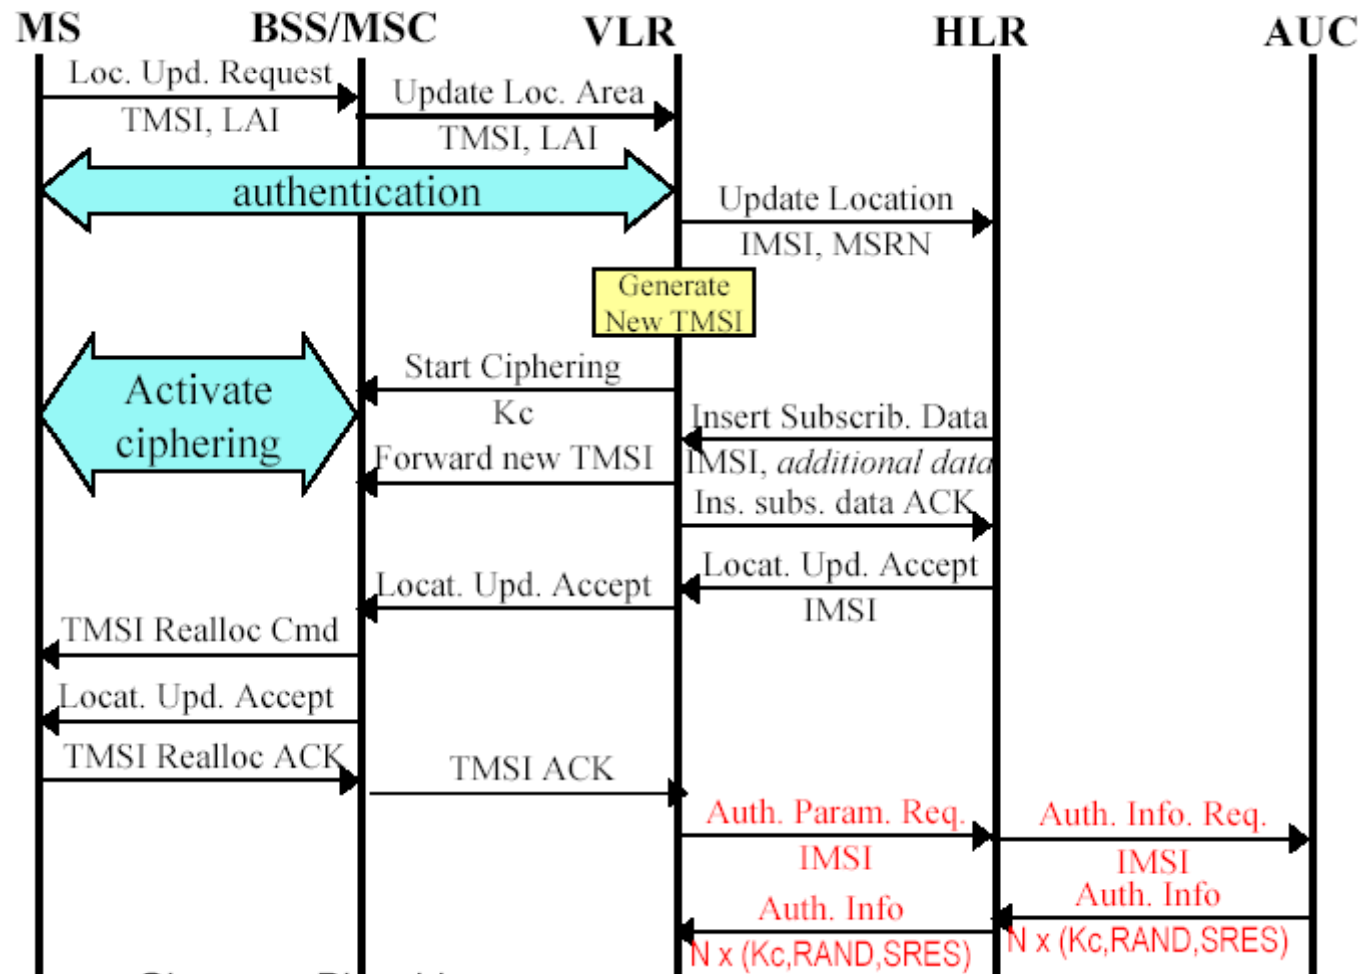 MS BSS/MSC VLR HLR AUC
Loc. Upd. Request
TMSI, LAI
Update Loc. Area
TMSI, LAI
authentication
Update Location
IMSI, MSRN
Generate
New TMSI
Activate
ciphering
Start Ciphering
Kc
Insert Subscrib. Data
IMSI, additional data
Forward new TMSI
Ins. subs. data ACK
Locat. Upd. Accept
IMSI
Locat. Upd. Accept
TMSI Realloc Cmd
Locat. Upd. Accept
TMSI Realloc ACK
TMSI ACK
Auth. Param. Req.
IMSI
Auth. Info. Req.
IMSI
Auth. Info
N x (Kc,RAND,SRES)
Auth. Info
N x (Kc,RAND,SRES)